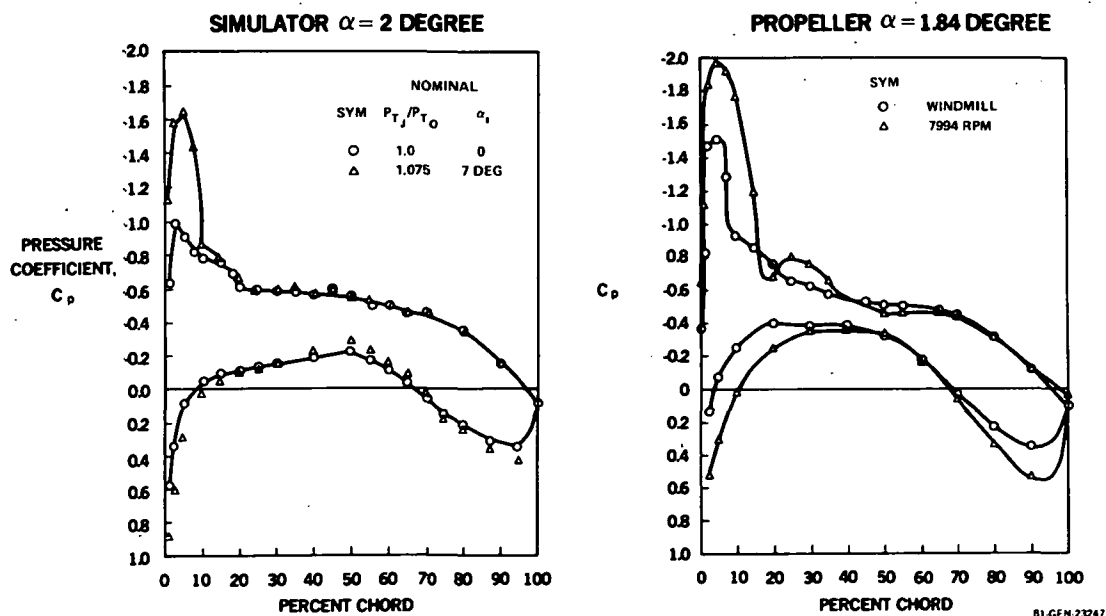 SIMULATOR α = 2 DEGREE
-2.0
-1.8
-1.6
-1.4
-1.2
-1.0
-0.8
-0.6
-0.4
-0.2
0.0
0.2
0.4
0.6
0.8
1.0
PRESSURE
COEFFICIENT,
Cp
NOMINAL
SYM PTJ/PTO αı
○ 1.0 0
△ 1.075 7 DEG
0 10 20 30 40 50 60 70 80 90 100
PERCENT CHORD
PROPELLER α = 1.84 DEGREE
-2.0
-1.8
-1.6
-1.4
-1.2
-1.0
-0.8
-0.6
-0.4
-0.2
0
0.2
0.4
0.6
0.8
1.0
Cp
SYM
○ WINDMILL
△ 7994 RPM
0 10 20 30 40 50 60 70 80 90 100
PERCENT CHORD
81-GEN-23247